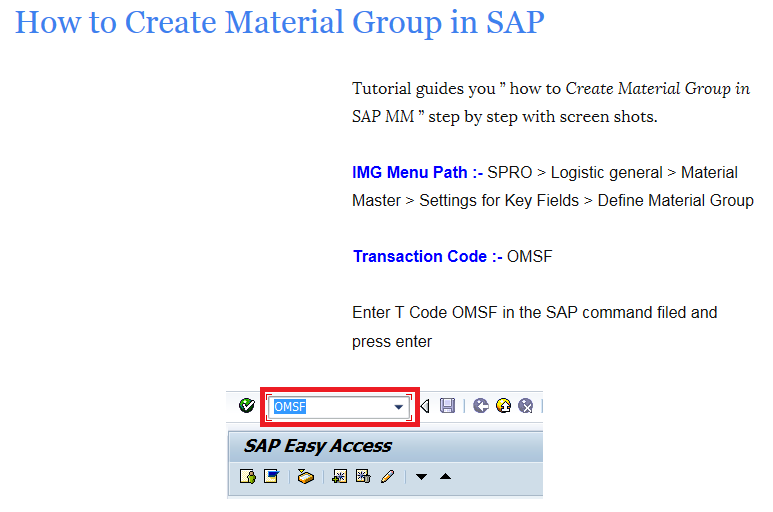 How to Create Material Group in SAP
Tutorial guides you ” how to Create Material Group in
SAP MM ” step by step with screen shots.
IMG Menu Path :- SPRO > Logistic general > Material
Master > Settings for Key Fields > Define Material Group
Transaction Code :- OMSF
Enter T Code OMSF in the SAP command filed and
press enter
OMSF
SAP Easy Access